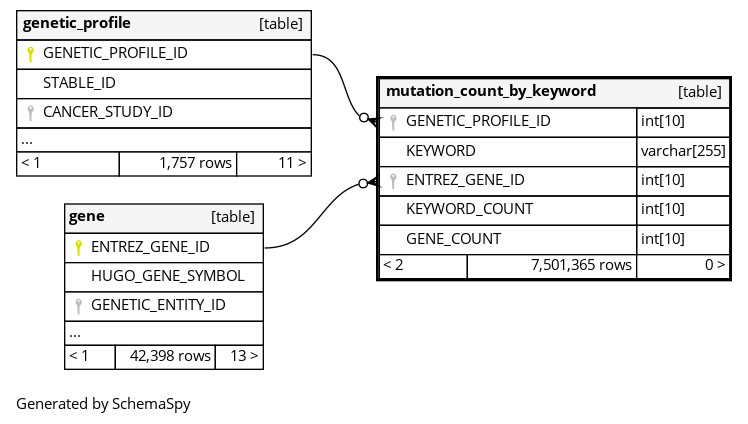 genetic_profile [table]
GENETIC_PROFILE_ID
STABLE_ID
CANCER_STUDY_ID
...
< 1 1,757 rows 11 >
mutation_count_by_keyword [table]
GENETIC_PROFILE_ID int[10]
KEYWORD varchar[255]
ENTREZ_GENE_ID int[10]
KEYWORD_COUNT int[10]
GENE_COUNT int[10]
< 2 7,501,365 rows 0 >
gene [table]
ENTREZ_GENE_ID
HUGO_GENE_SYMBOL
GENETIC_ENTITY_ID
...
< 1 42,398 rows 13 >
Generated by SchemaSpy